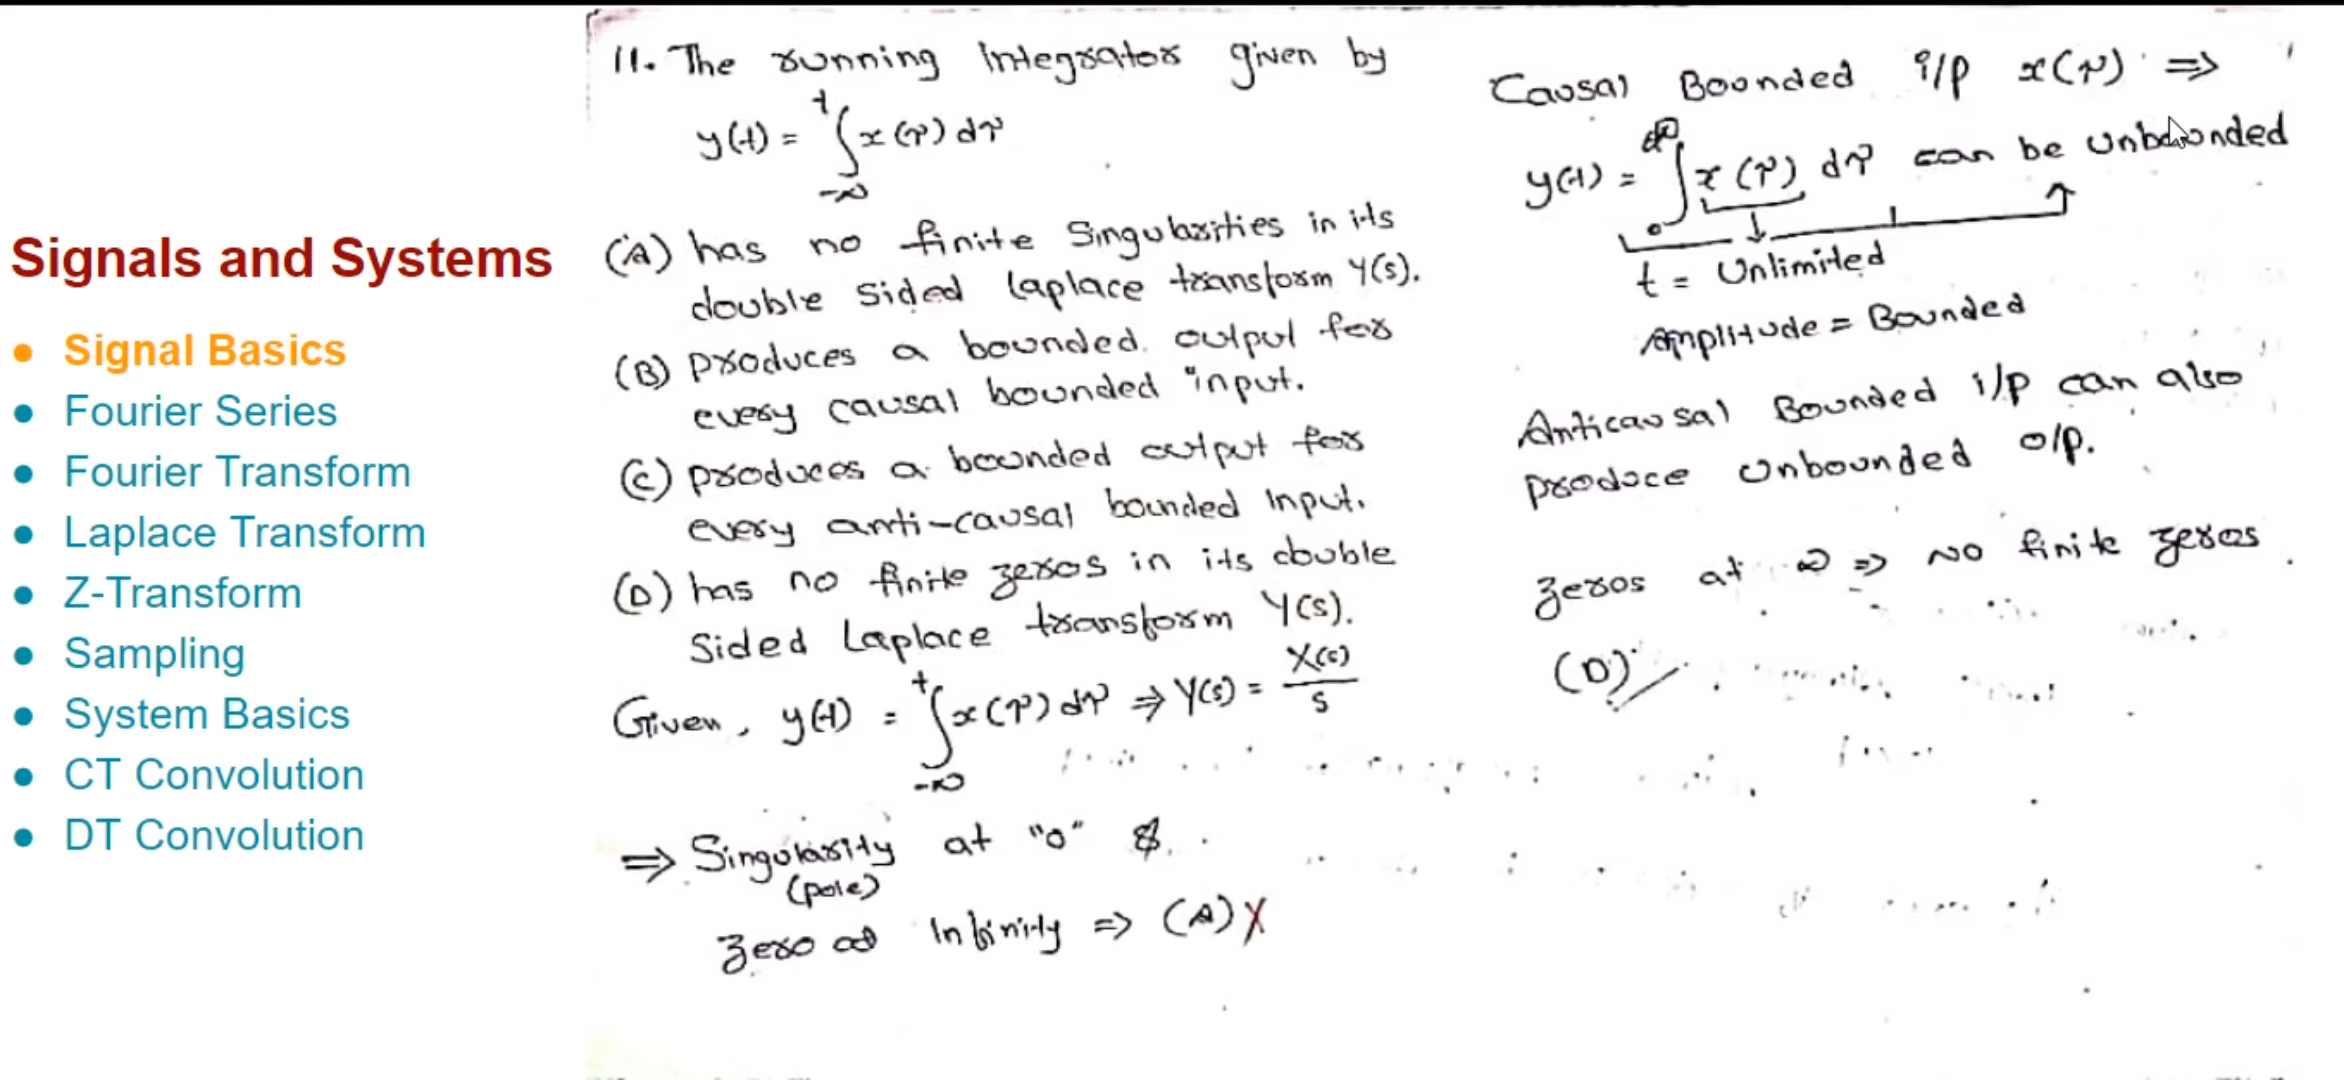 Signals and Systems
● Signal Basics
● Fourier Series
● Fourier Transform
● Laplace Transform
● Z-Transform
● Sampling
● System Basics
● CT Convolution
● DT Convolution
11. The running Integrator given by
y(t) = ∫_{-∞}^{t} x(τ) dτ
(A) has no finite Singularities in its
double Sided laplace transform Y(s).
(B) produces a bounded output for
every causal bounded input.
(C) produces a bounded output for
every anti-causal bounded Input.
(D) has no finite zeros in its double
Sided Laplace transform Y(s).
Given, y(t) = ∫_{-∞}^{t} x(τ) dτ ⇒ Y(s) = X(s)/s
⇒ Singularity at "0" &
(pole)
Zero at Infinity ⇒ (A) X
Causal Bounded i/p x(τ) ⇒
y(t) = ∫_{0}^{∞} x(τ) dτ can be Unbounded
t = Unlimited
Amplitude = Bounded
Anticausal Bounded i/p can also
produce Unbounded o/p.
Zeros at ∞ ⇒ No finite zeros.
(D)